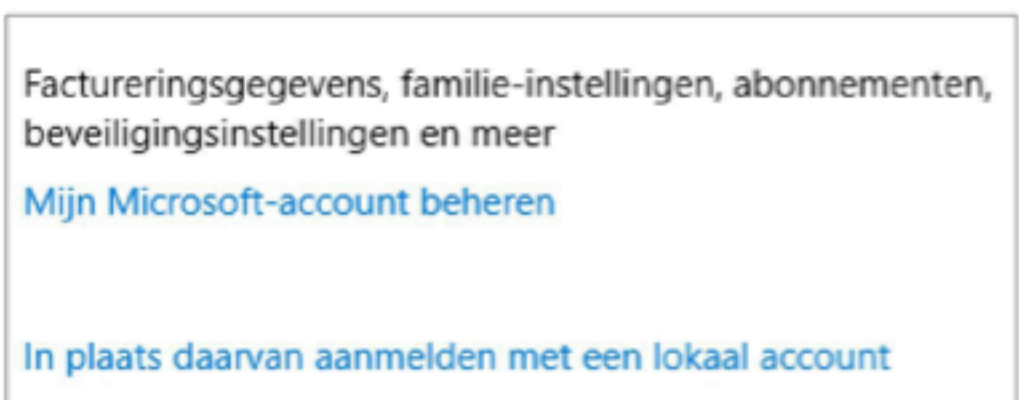 Factureringsgegevens, familie-instellingen, abonnementen,
beveiligingsinstellingen en meer
Mijn Microsoft-account beheren
In plaats daarvan aanmelden met een lokaal account